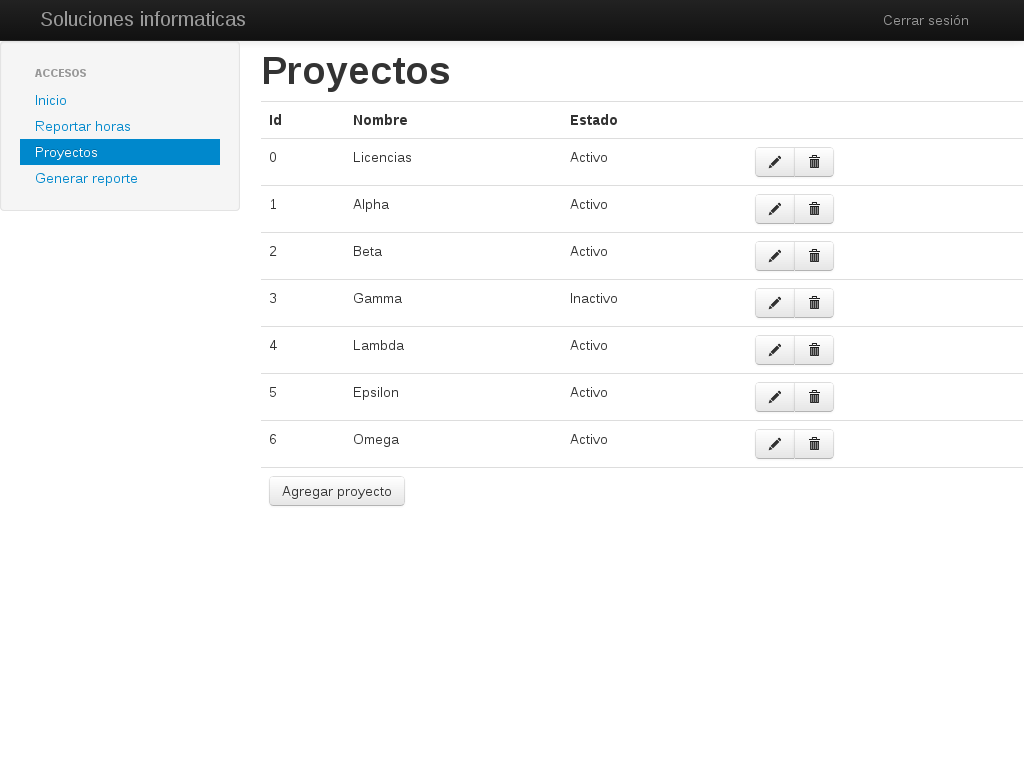 Soluciones informaticas Cerrar sesión
ACCESOS
Inicio
Reportar horas
Proyectos
Generar reporte
Proyectos
Id Nombre Estado
0 Licencias Activo
1 Alpha Activo
2 Beta Activo
3 Gamma Inactivo
4 Lambda Activo
5 Epsilon Activo
6 Omega Activo
Agregar proyecto